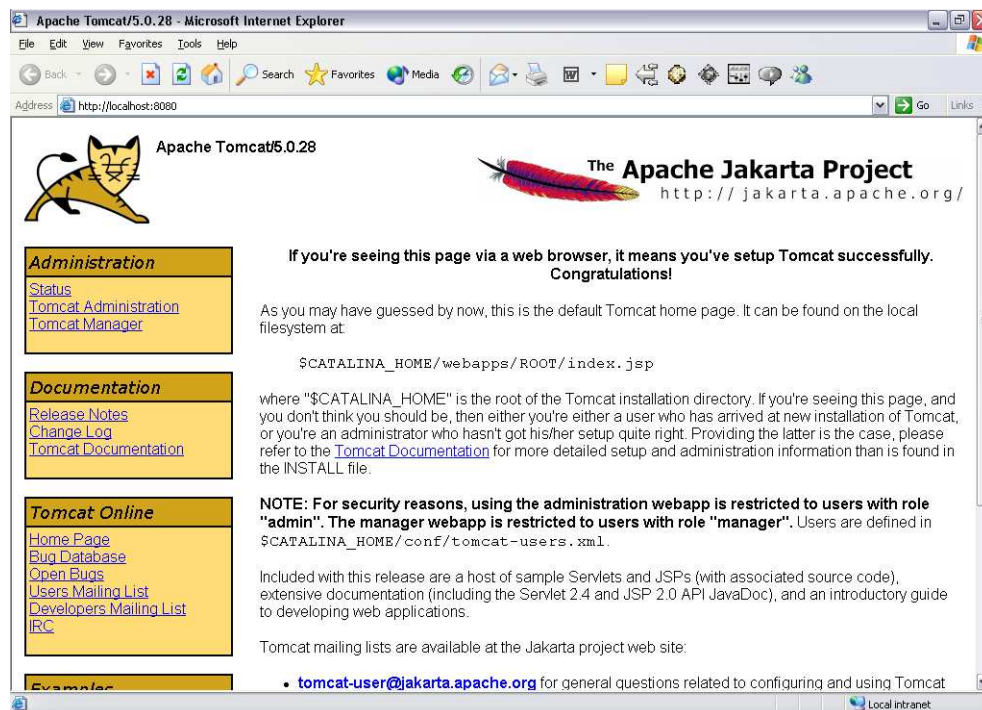 Apache Tomcat/5.0.28 - Microsoft Internet Explorer
File Edit View Favorites Tools Help
Back Search Favorites Media
Address http://localhost:8080 Go Links
Apache Tomcat/5.0.28
The Apache Jakarta Project
http://jakarta.apache.org/
Administration
Status
Tomcat Administration
Tomcat Manager
Documentation
Release Notes
Change Log
Tomcat Documentation
Tomcat Online
Home Page
Bug Database
Open Bugs
Users Mailing List
Developers Mailing List
IRC
Examples
If you're seeing this page via a web browser, it means you've setup Tomcat successfully.
Congratulations!
As you may have guessed by now, this is the default Tomcat home page. It can be found on the local
filesystem at:
$CATALINA_HOME/webapps/ROOT/index.jsp
where "$CATALINA_HOME" is the root of the Tomcat installation directory. If you're seeing this page, and
you don't think you should be, then either you're either a user who has arrived at new installation of Tomcat,
or you're an administrator who hasn't got his/her setup quite right. Providing the latter is the case, please
refer to the Tomcat Documentation for more detailed setup and administration information than is found in
the INSTALL file.
NOTE: For security reasons, using the administration webapp is restricted to users with role
"admin". The manager webapp is restricted to users with role "manager". Users are defined in
$CATALINA_HOME/conf/tomcat-users.xml.
Included with this release are a host of sample Servlets and JSPs (with associated source code),
extensive documentation (including the Servlet 2.4 and JSP 2.0 API JavaDoc), and an introductory guide
to developing web applications.
Tomcat mailing lists are available at the Jakarta project web site:
• tomcat-user@jakarta.apache.org for general questions related to configuring and using Tomcat
Local intranet